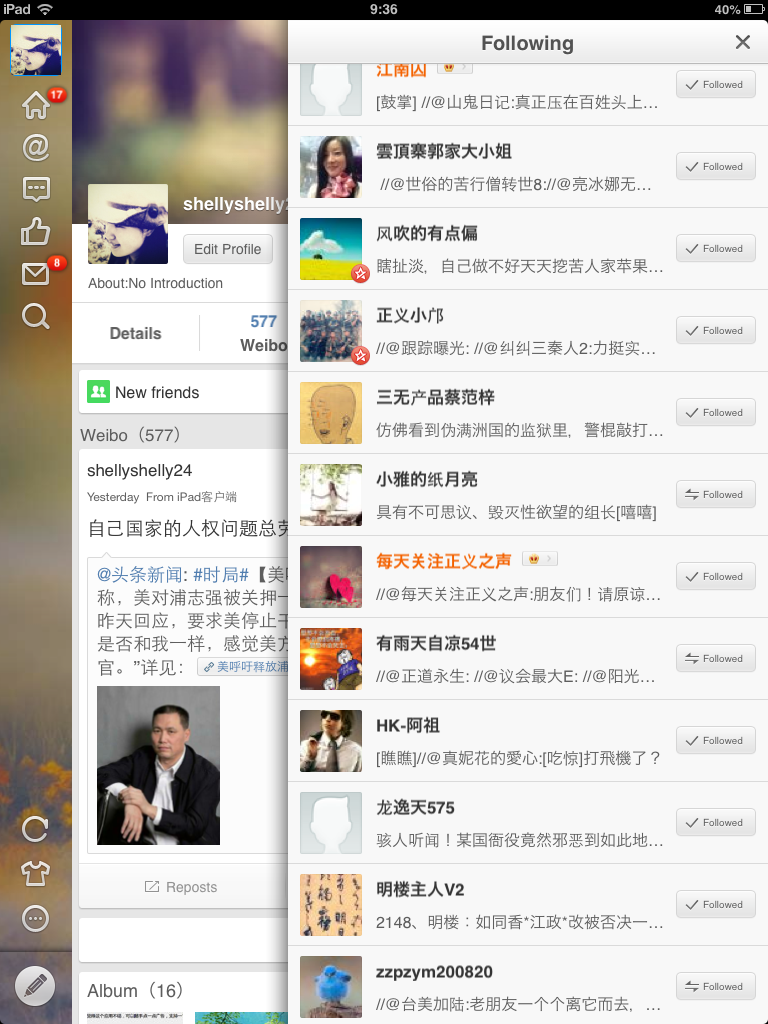 iPad
9:36
40%
17
8
shellyshelly2
Edit Profile
About:No Introduction
Details
577
Weibo
New friends
Weibo（577）
shellyshelly24
Yesterday From iPad客户端
自己国家的人权问题总
@头条新闻: #时局#【美
称，美对浦志强被关押一
昨天回应，要求美停止干
是否和我一样，感觉美方
官。”详见：
美呼吁释放浦
Reposts
Album（16）
Following
江南囚
[鼓掌] //@山鬼日记:真正压在百姓头上…
Followed
雲頂寨郭家大小姐
//@世俗的苦行僧转世8://@亮冰娜无…
Followed
风吹的有点偏
瞎扯淡，自己做不好天天挖苦人家苹果…
Followed
正义小邝
//@跟踪曝光: //@纠纠三秦人2:力挺实…
Followed
三无产品蔡范梓
仿佛看到伪满洲国的监狱里，警棍敲打…
Followed
小雅的纸月亮
具有不可思议、毁灭性欲望的组长[嘻嘻]
Followed
每天关注正义之声
//@每天关注正义之声:朋友们！请原谅…
Followed
有雨天自凉54世
//@正道永生: //@议会最大E: //@阳光…
Followed
HK-阿祖
[瞧瞧]//@真妮花的愛心:[吃惊]打飛機了？
Followed
龙逸天575
骇人听闻！某国衙役竟然邪恶到如此地…
Followed
明楼主人V2
2148、明楼：如同香*江政*改被否决一…
Followed
zzpzym200820
//@台美加陆:老朋友一个个离它而去，…
Followed